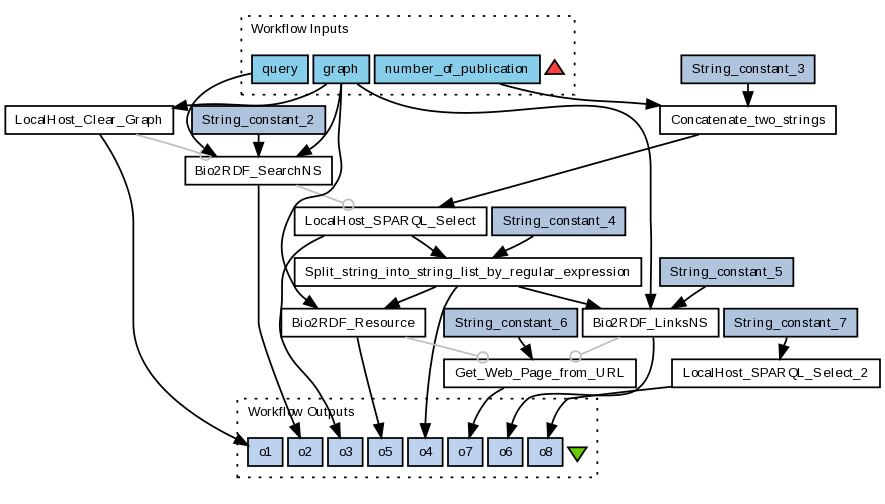 Workflow Inputs
query
graph
number_of_publication
String_constant_3
LocalHost_Clear_Graph
String_constant_2
Concatenate_two_strings
Bio2RDF_SearchNS
LocalHost_SPARQL_Select
String_constant_4
Split_string_into_string_list_by_regular_expression
String_constant_5
Bio2RDF_Resource
String_constant_6
Bio2RDF_LinksNS
String_constant_7
Get_Web_Page_from_URL
LocalHost_SPARQL_Select_2
Workflow Outputs
o1
o2
o3
o5
o4
o7
o6
o8